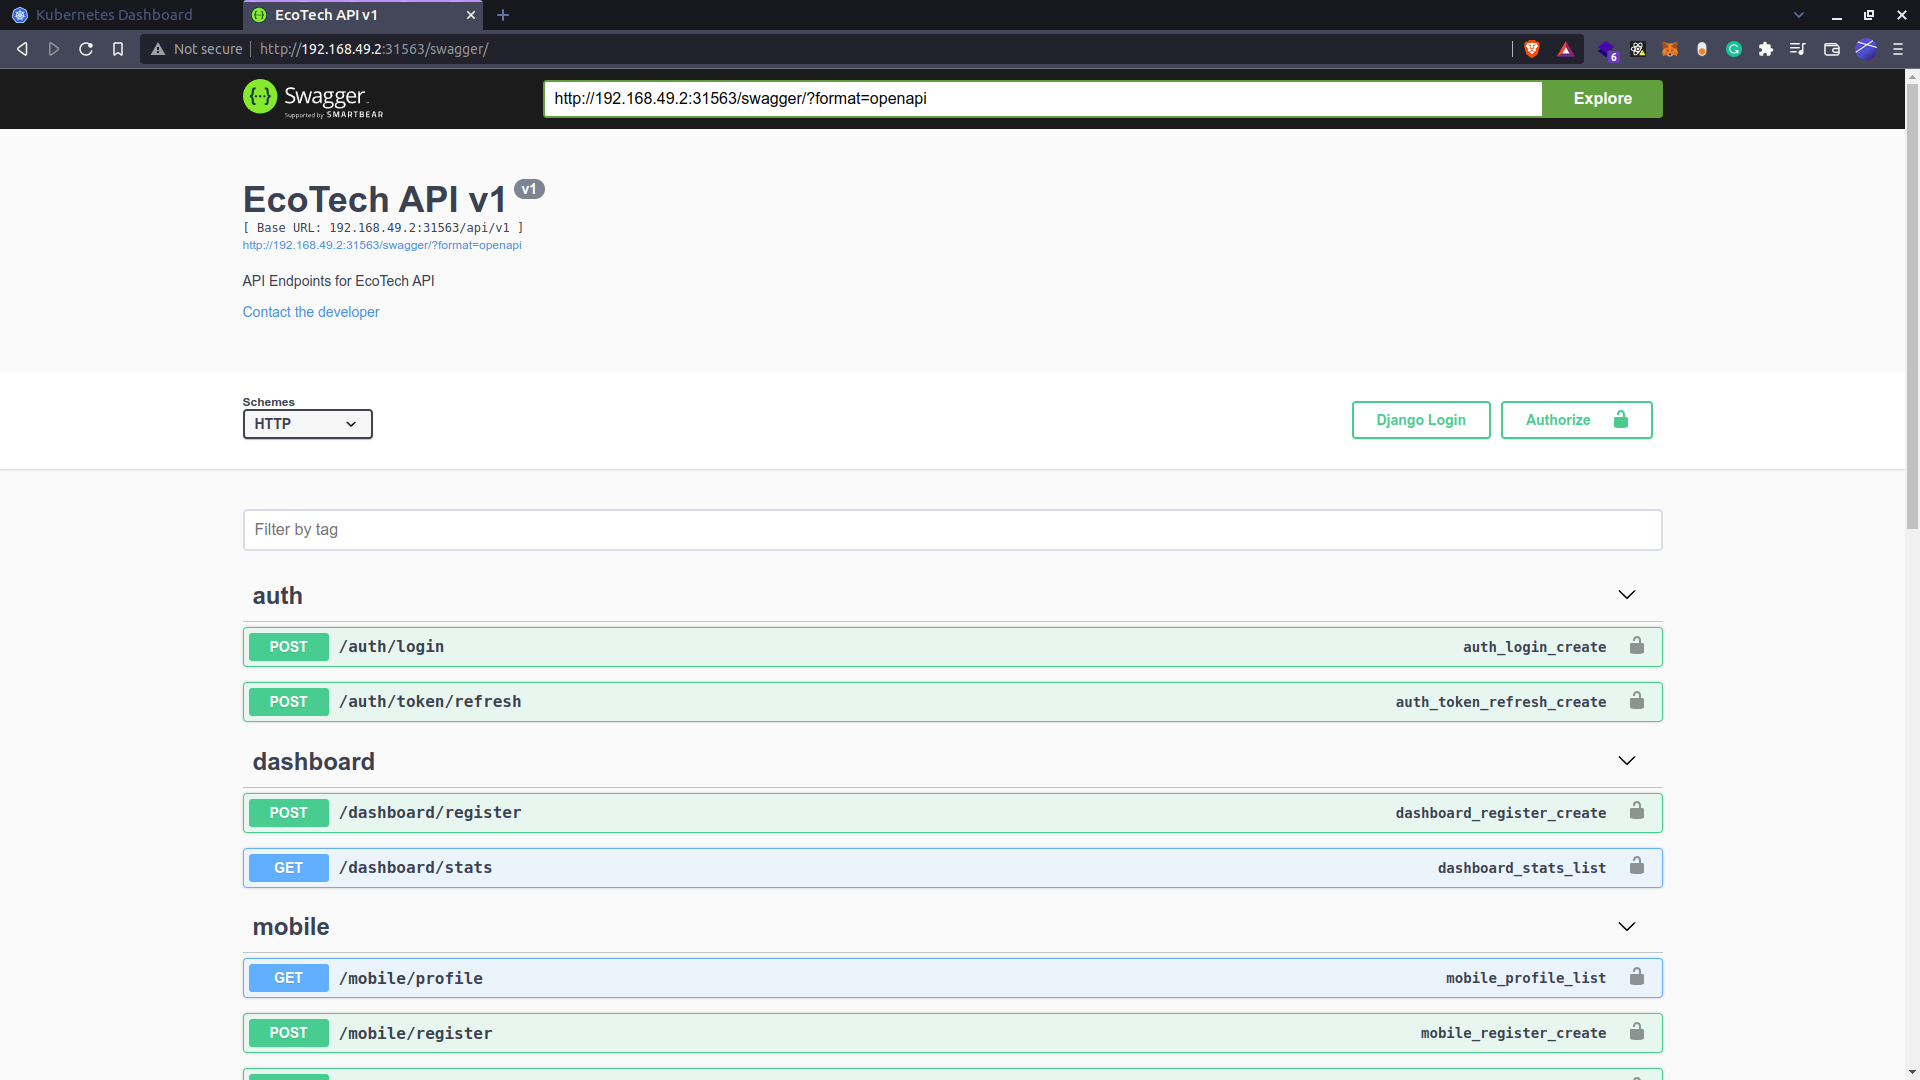 Kubernetes Dashboard
EcoTech API v1
Not secure
http://192.168.49.2:31563/swagger/
6
Swagger
Supported by SMARTBEAR
http://192.168.49.2:31563/swagger/?format=openapi
Explore
EcoTech API v1 v1
[ Base URL: 192.168.49.2:31563/api/v1 ]
http://192.168.49.2:31563/swagger/?format=openapi
API Endpoints for EcoTech API
Contact the developer
Schemes
HTTP
Django Login
Authorize
Filter by tag
auth
POST /auth/login auth_login_create
POST /auth/token/refresh auth_token_refresh_create
dashboard
POST /dashboard/register dashboard_register_create
GET /dashboard/stats dashboard_stats_list
mobile
GET /mobile/profile mobile_profile_list
POST /mobile/register mobile_register_create